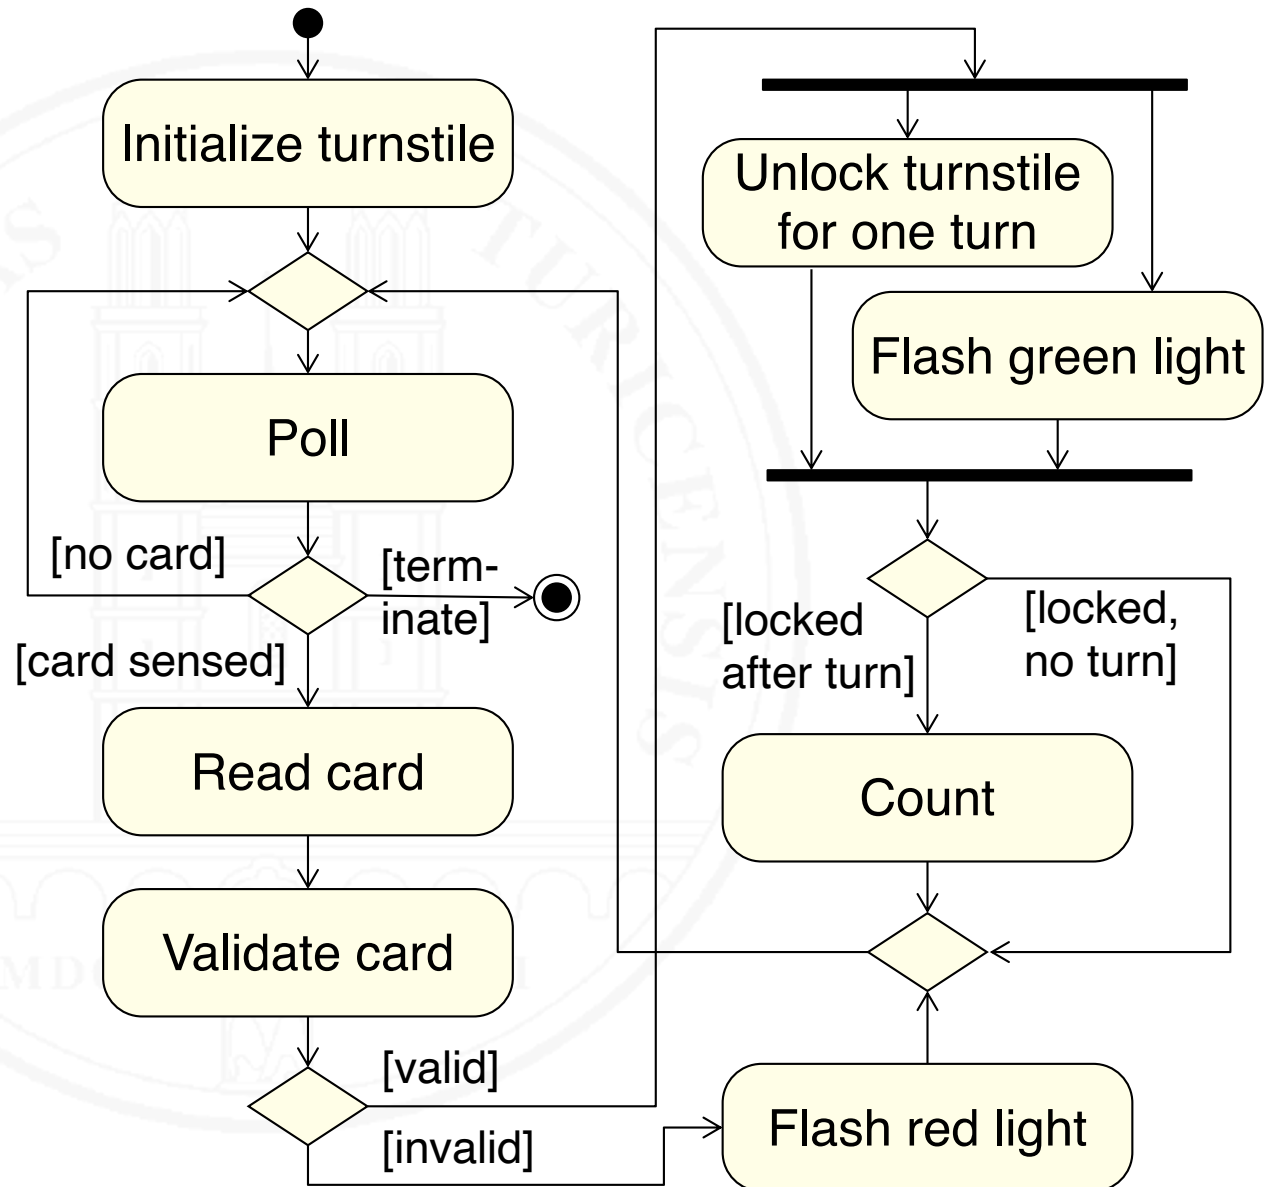 Initialize turnstile
Poll
[no card]
[term-
inate]
[card sensed]
Read card
Validate card
[valid]
[invalid]
Unlock turnstile
for one turn
Flash green light
[locked
after turn]
[locked,
no turn]
Count
Flash red light
TURICENSIS